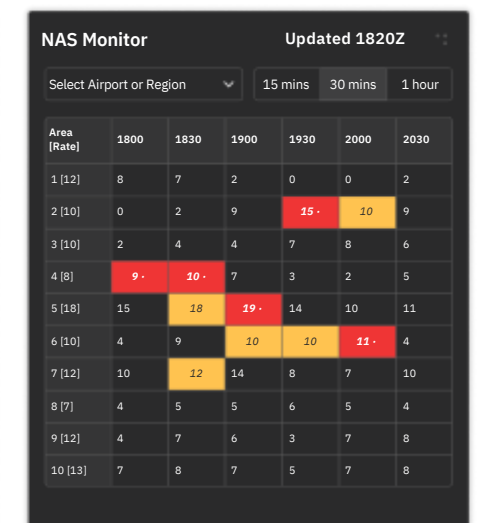 NAS Monitor Updated 1820Z
Select Airport or Region 15 mins 30 mins 1 hour
Area [Rate] 1800 1830 1900 1930 2000 2030
1 [12] 8 7 2 0 0 2
2 [10] 0 2 9 15 · 10 9
3 [10] 2 4 4 7 8 6
4 [8] 9 · 10 · 7 3 2 5
5 [18] 15 18 19 · 14 10 11
6 [10] 4 9 10 10 11 · 4
7 [12] 10 12 14 8 7 10
8 [7] 4 5 5 6 5 4
9 [12] 4 7 6 3 7 8
10 [13] 7 8 7 5 7 8